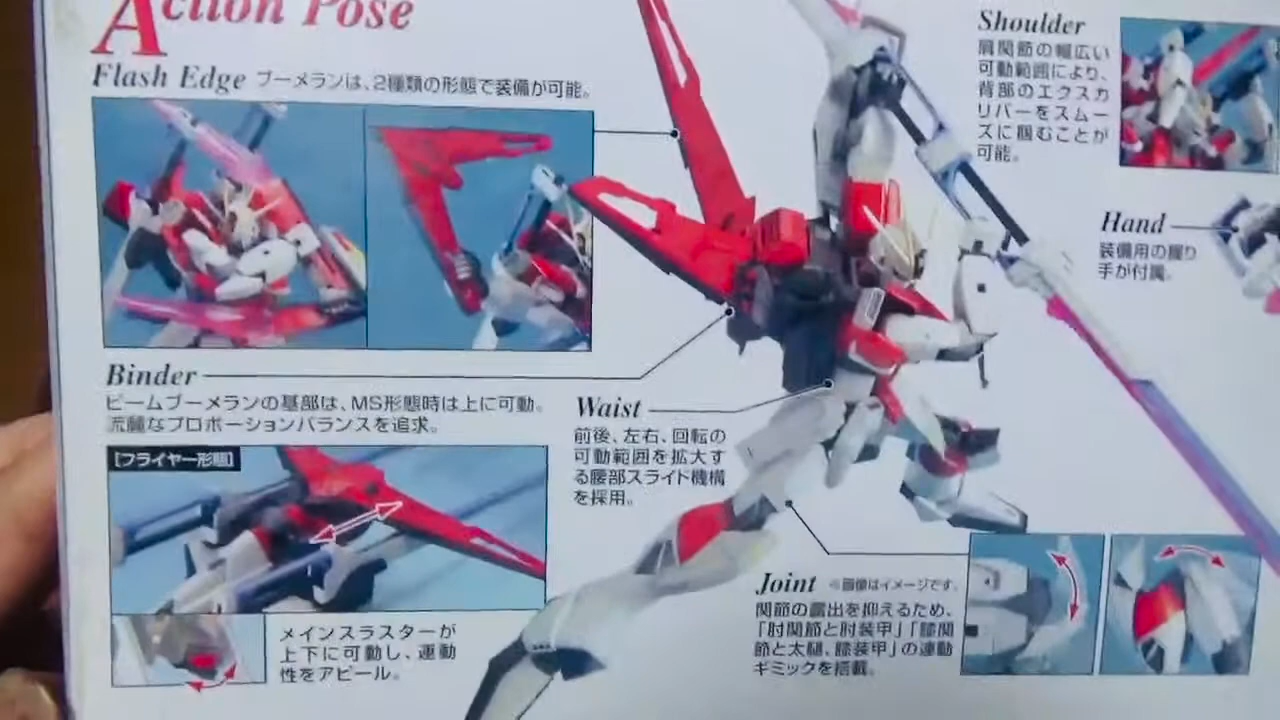 Action Pose
Flash Edge ブーメランは、2種類の形態で装備が可能。
Shoulder
肩関節の幅広い
可動範囲により、
背部のエクスカ
リバーをスムー
ズに掴むことが
可能。
Hand
装備用の握り
手が付属。
Binder
ビームブーメランの基部は、MS形態時は上に可動。
流麗なプロポーションバランスを追求。
Waist
前後、左右、回転の
可動範囲を拡大す
る腰部スライド機構
を採用。
[フライヤー形態]
メインスラスターが
上下に可動し、運動
性をアピール。
Joint ※画像はイメージです。
関節の露出を抑えるため、
「肘関節と肘装甲」「膝関
節と太腿、膝装甲」の連動
ギミックを搭載。